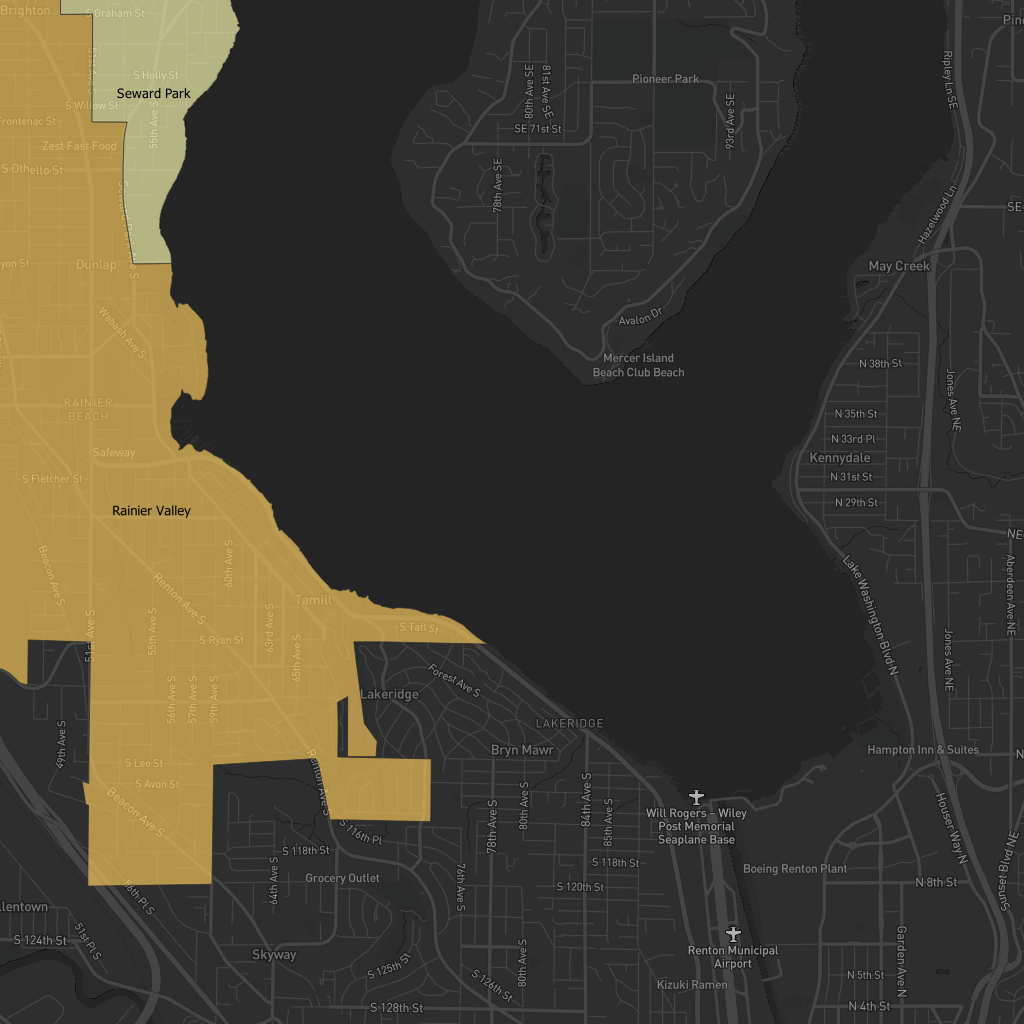 Brighton
S Graham St
S Holly St
Seward Park
S Willow St
Frontenac St
55th Ave S
Zest Fast Food
S Othello St
Dunlap
Wabash Ave S
RAINIER
BEACH
Safeway
S Fletcher St
Rainier Valley
Beacon Ave S
Renton Ave S
60th Ave S
Tamill
S Taft St
51st Ave S
55th Ave S
S Ryan St
63rd Ave S
65th Ave S
56th Ave S
57th Ave S
59th Ave S
49th Ave S
S Leo St
S Avon St
Beacon Ave S
Renton Ave S
Lakeridge
Forest Ave S
LAKERIDGE
Bryn Mawr
S 116th Pl
S 118th St
Grocery Outlet
64th Ave S
76th Ave S
78th Ave S
80th Ave S
84th Ave S
85th Ave S
S 118th St
S 120th St
56th Pl S
51st Pl S
S 124th St
Skyway
S 125th St
S 126th St
80th Ave S
S 128th St
Pioneer Park
80th Ave SE
81st Ave SE
SE 71st St
93rd Ave SE
78th Ave SE
Avalon Dr
Mercer Island
Beach Club Beach
Ripley Ln SE
Hazelwood Ln
SE
May Creek
N 38th St
Jones Ave NE
N 35th St
N 33rd Pl
Kennydale
N 31st St
N 29th St
NE
Lake Washington Blvd N
Aberdeen Ave NE
Jones Ave NE
Hampton Inn & Suites
N
Houser Way N
Sunset Blvd NE
Will Rogers - Wiley
Post Memorial
Seaplane Base
Boeing Renton Plant
N 8th St
Garden Ave N
Renton Municipal
Airport
Kizuki Ramen
N 5th St
N 4th St